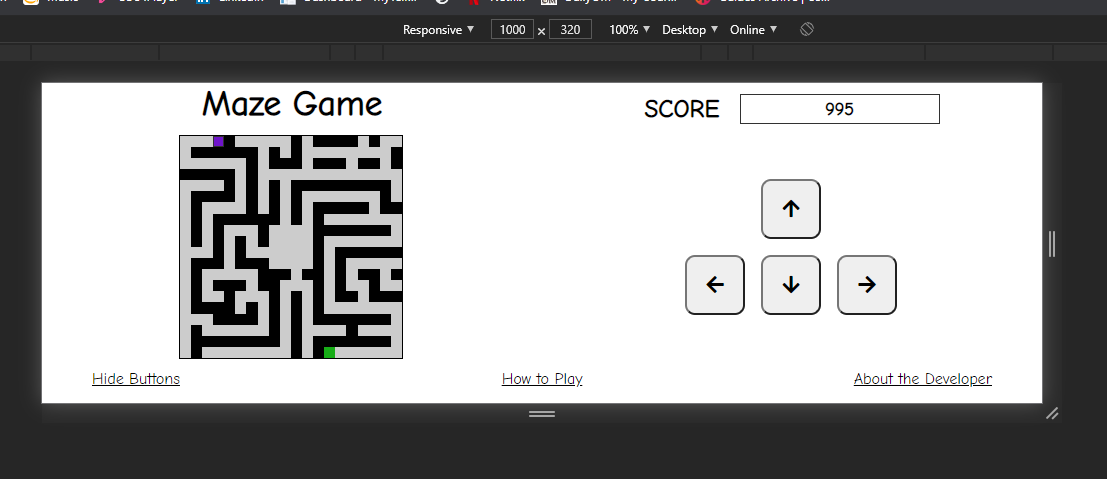 Responsive 1000 × 320 100% Desktop Online
Maze Game
SCORE 995
Hide Buttons
How to Play
About the Developer